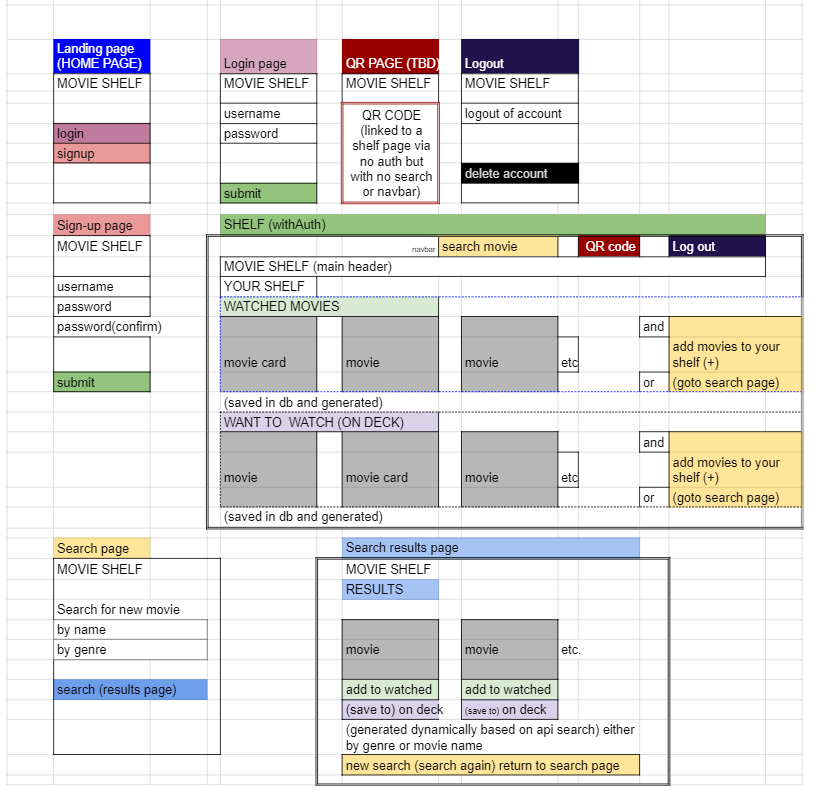 Landing page
(HOME PAGE)
MOVIE SHELF
login
signup
Login page
MOVIE SHELF
username
password
submit
QR PAGE (TBD)
MOVIE SHELF
QR CODE
(linked to a
shelf page via
no auth but
with no search
or navbar)
Logout
MOVIE SHELF
logout of account
delete account
Sign-up page
MOVIE SHELF
username
password
password(confirm)
submit
SHELF (withAuth)
navbar search movie QR code Log out
MOVIE SHELF (main header)
YOUR SHELF
WATCHED MOVIES
movie card movie movie etc
and
add movies to your
shelf (+)
or (goto search page)
(saved in db and generated)
WANT TO  WATCH (ON DECK)
movie movie card movie etc
and
add movies to your
shelf (+)
or (goto search page)
(saved in db and generated)
Search page
MOVIE SHELF
Search for new movie
by name
by genre
search (results page)
Search results page
MOVIE SHELF
RESULTS
movie movie etc.
add to watched add to watched
(save to) on deck (save to) on deck
(generated dynamically based on api search) either
by genre or movie name
new search (search again) return to search page